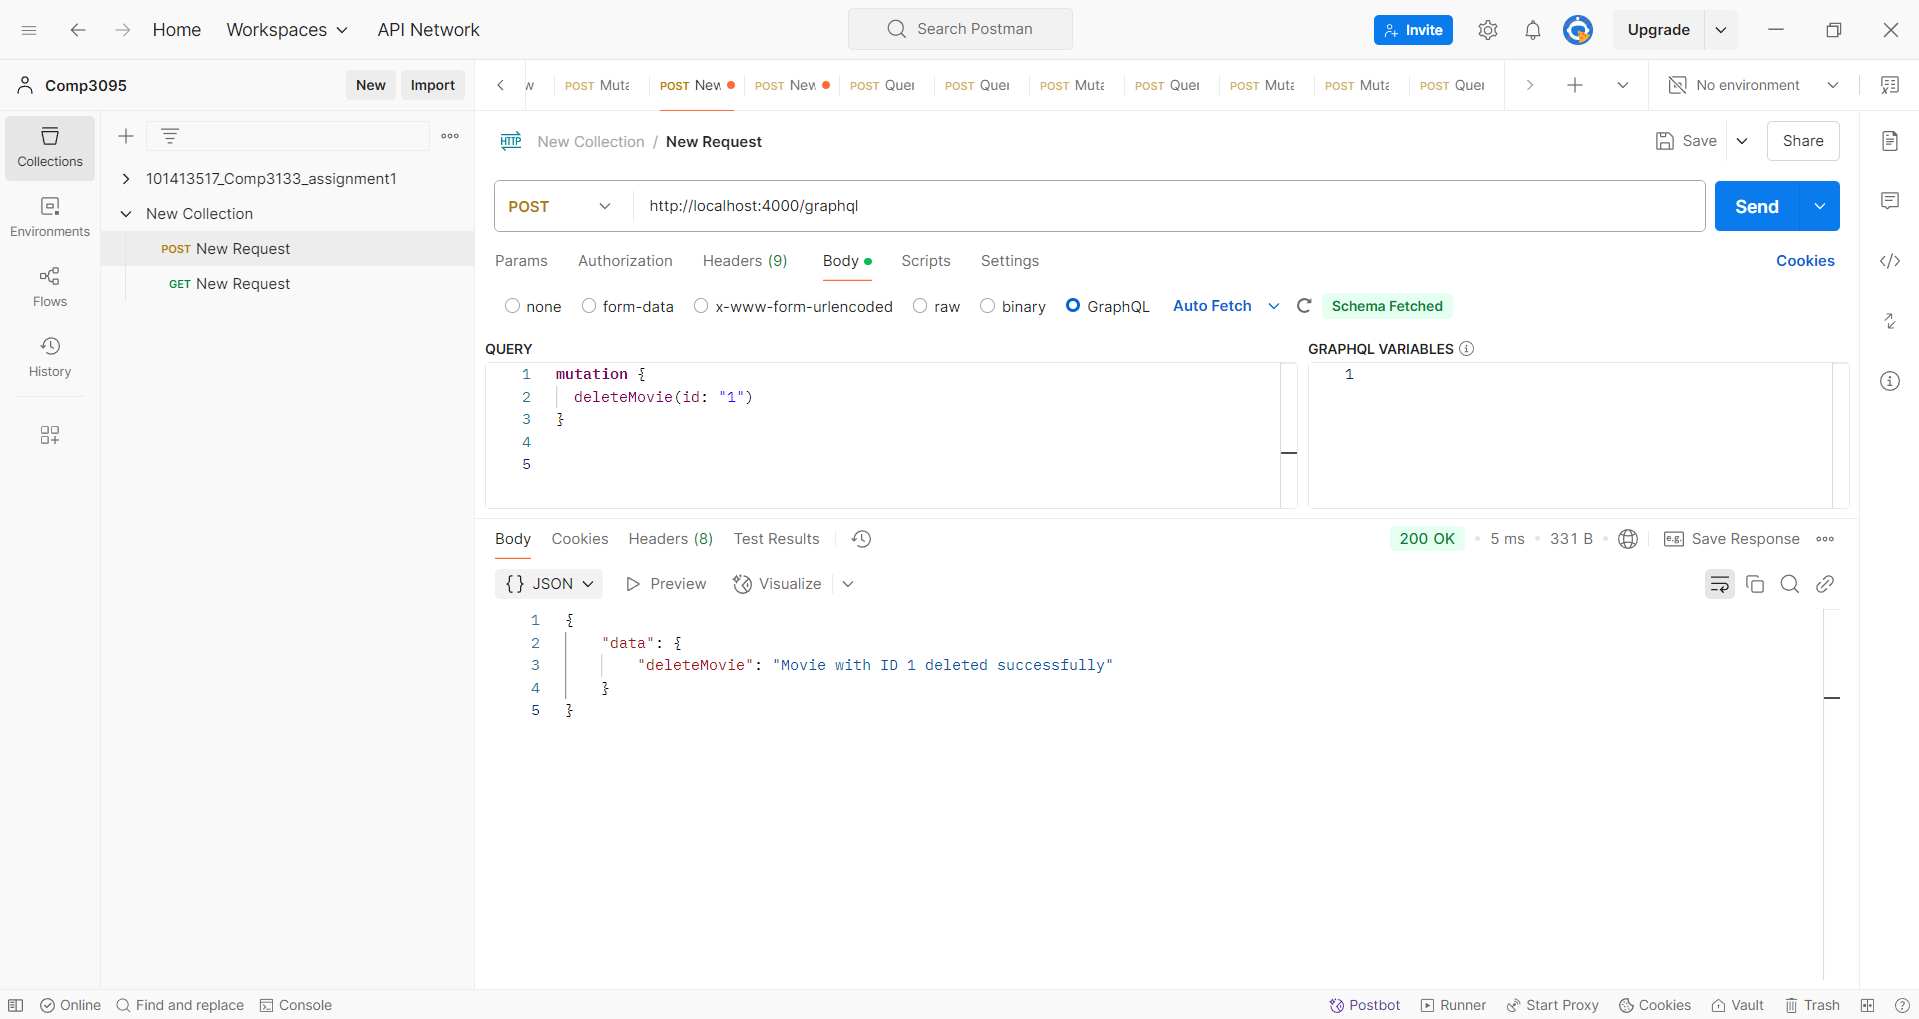 Home Workspaces API Network Search Postman Invite Upgrade
Comp3095 New Import
POST Muta POST New POST New POST Quer POST Quer POST Muta POST Quer POST Muta POST Muta POST Quer No environment
Collections
Environments
Flows
History
101413517_Comp3133_assignment1
New Collection
POST New Request
GET New Request
HTTP New Collection / New Request Save Share
POST http://localhost:4000/graphql Send
Params Authorization Headers (9) Body Scripts Settings Cookies
none form-data x-www-form-urlencoded raw binary GraphQL Auto Fetch Schema Fetched
QUERY
1 mutation {
2 deleteMovie(id: "1")
3 }
4
5
GRAPHQL VARIABLES
1
Body Cookies Headers (8) Test Results 200 OK • 5 ms • 331 B • e.g. Save Response
{} JSON Preview Visualize
1 {
2 "data": {
3 "deleteMovie": "Movie with ID 1 deleted successfully"
4 }
5 }
Online Find and replace Console Postbot Runner Start Proxy Cookies Vault Trash